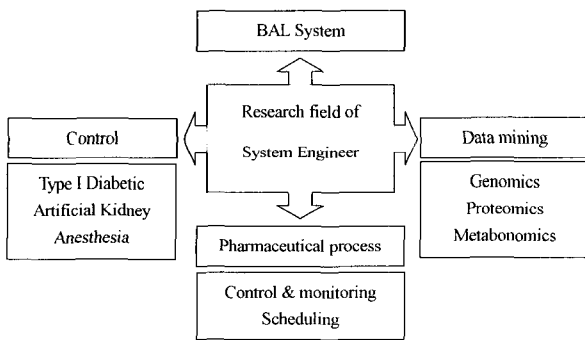 BAL System
Research field of
System Engineer
Control
Type I Diabetic
Artificial Kidney
Anesthesia
Data mining
Genomics
Proteomics
Metabonomics
Pharmaceutical process
Control & monitoring
Scheduling